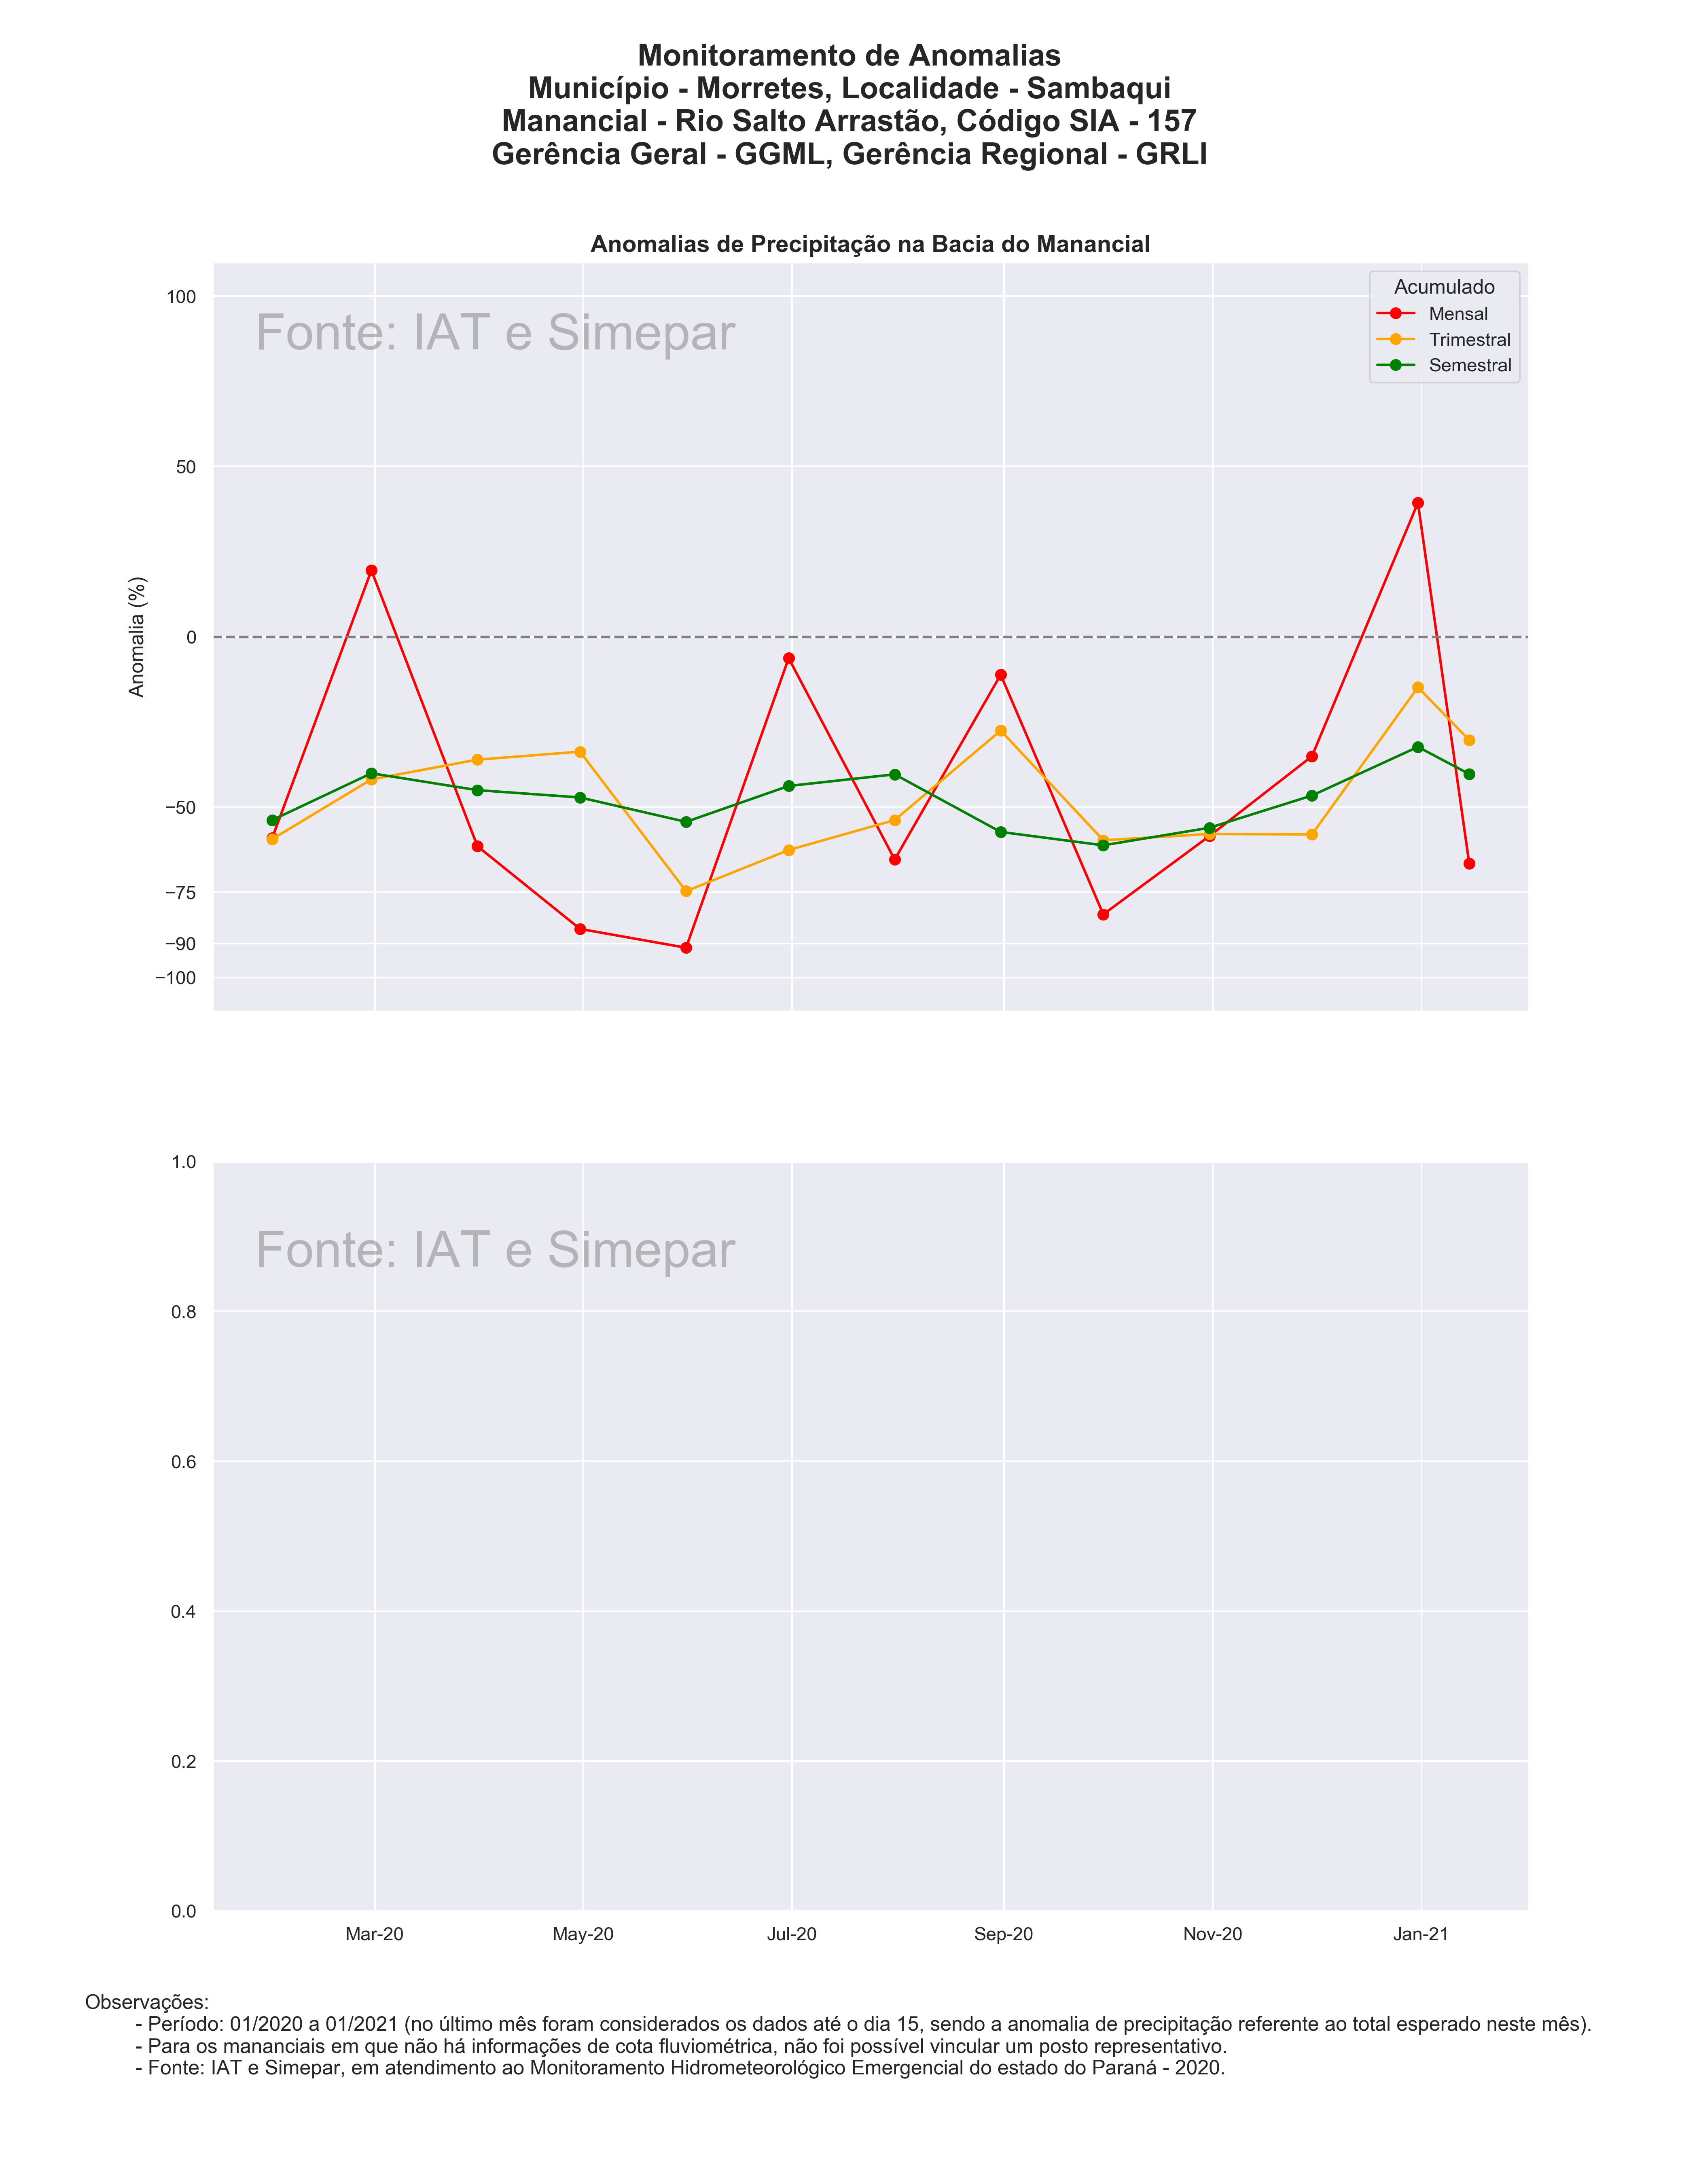 Monitoramento de Anomalias
Município - Morretes, Localidade - Sambaqui
Manancial - Rio Salto Arrastão, Código SIA - 157
Gerência Geral - GGML, Gerência Regional - GRLI
Anomalias de Precipitação na Bacia do Manancial
Fonte: IAT e Simepar
Acumulado
Mensal
Trimestral
Semestral
Anomalia (%)
100
50
0
−50
−75
−90
−100
Fonte: IAT e Simepar
1.0
0.8
0.6
0.4
0.2
0.0
Mar-20 May-20 Jul-20 Sep-20 Nov-20 Jan-21
Observações:
- Período: 01/2020 a 01/2021 (no último mês foram considerados os dados até o dia 15, sendo a anomalia de precipitação referente ao total esperado neste mês).
- Para os mananciais em que não há informações de cota fluviométrica, não foi possível vincular um posto representativo.
- Fonte: IAT e Simepar, em atendimento ao Monitoramento Hidrometeorológico Emergencial do estado do Paraná - 2020.